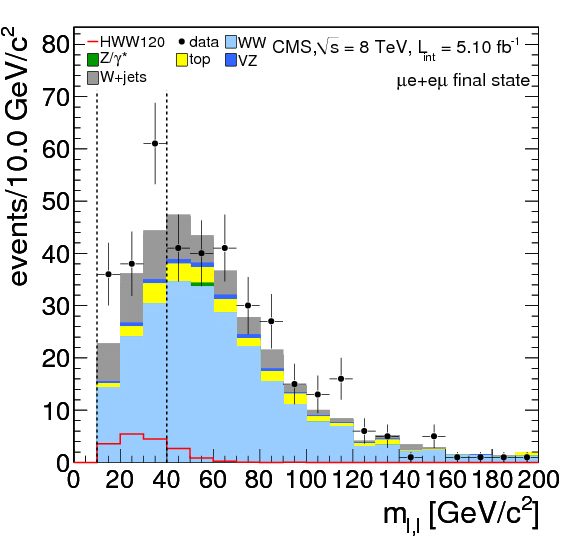 HWW120 data WW CMS,√s = 8 TeV, L_int = 5.10 fb⁻¹
Z/γ* top VZ
W+jets μe+eμ final state
events/10.0 GeV/c²
80
70
60
50
40
30
20
10
0
0 20 40 60 80 100 120 140 160 180 200
m_l,l [GeV/c²]